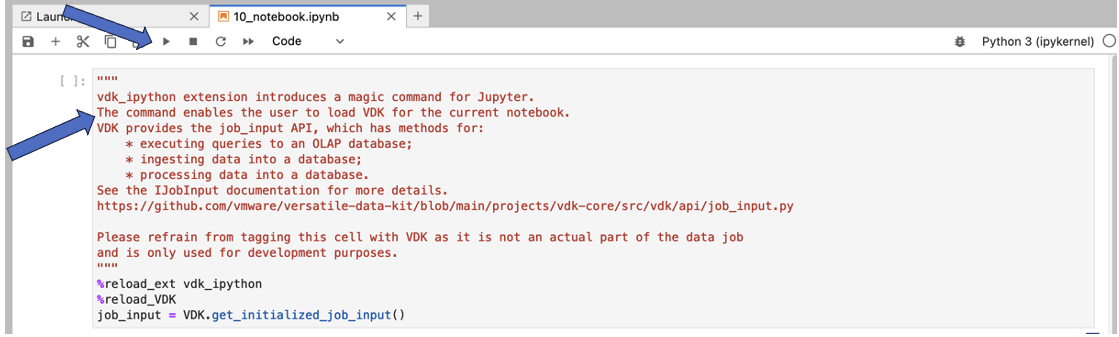 10_notebook.ipynb
Code
Python 3 (ipykernel)
[ ]:
"""
vdk_ipython extension introduces a magic command for Jupyter.
The command enables the user to load VDK for the current notebook.
VDK provides the job_input API, which has methods for:
* executing queries to an OLAP database;
* ingesting data into a database;
* processing data into a database.
See the IJobInput documentation for more details.
https://github.com/vmware/versatile-data-kit/blob/main/projects/vdk-core/src/vdk/api/job_input.py
Please refrain from tagging this cell with VDK as it is not an actual part of the data job
and is only used for development purposes.
"""
%reload_ext vdk_ipython
%reload_VDK
job_input = VDK.get_initialized_job_input()